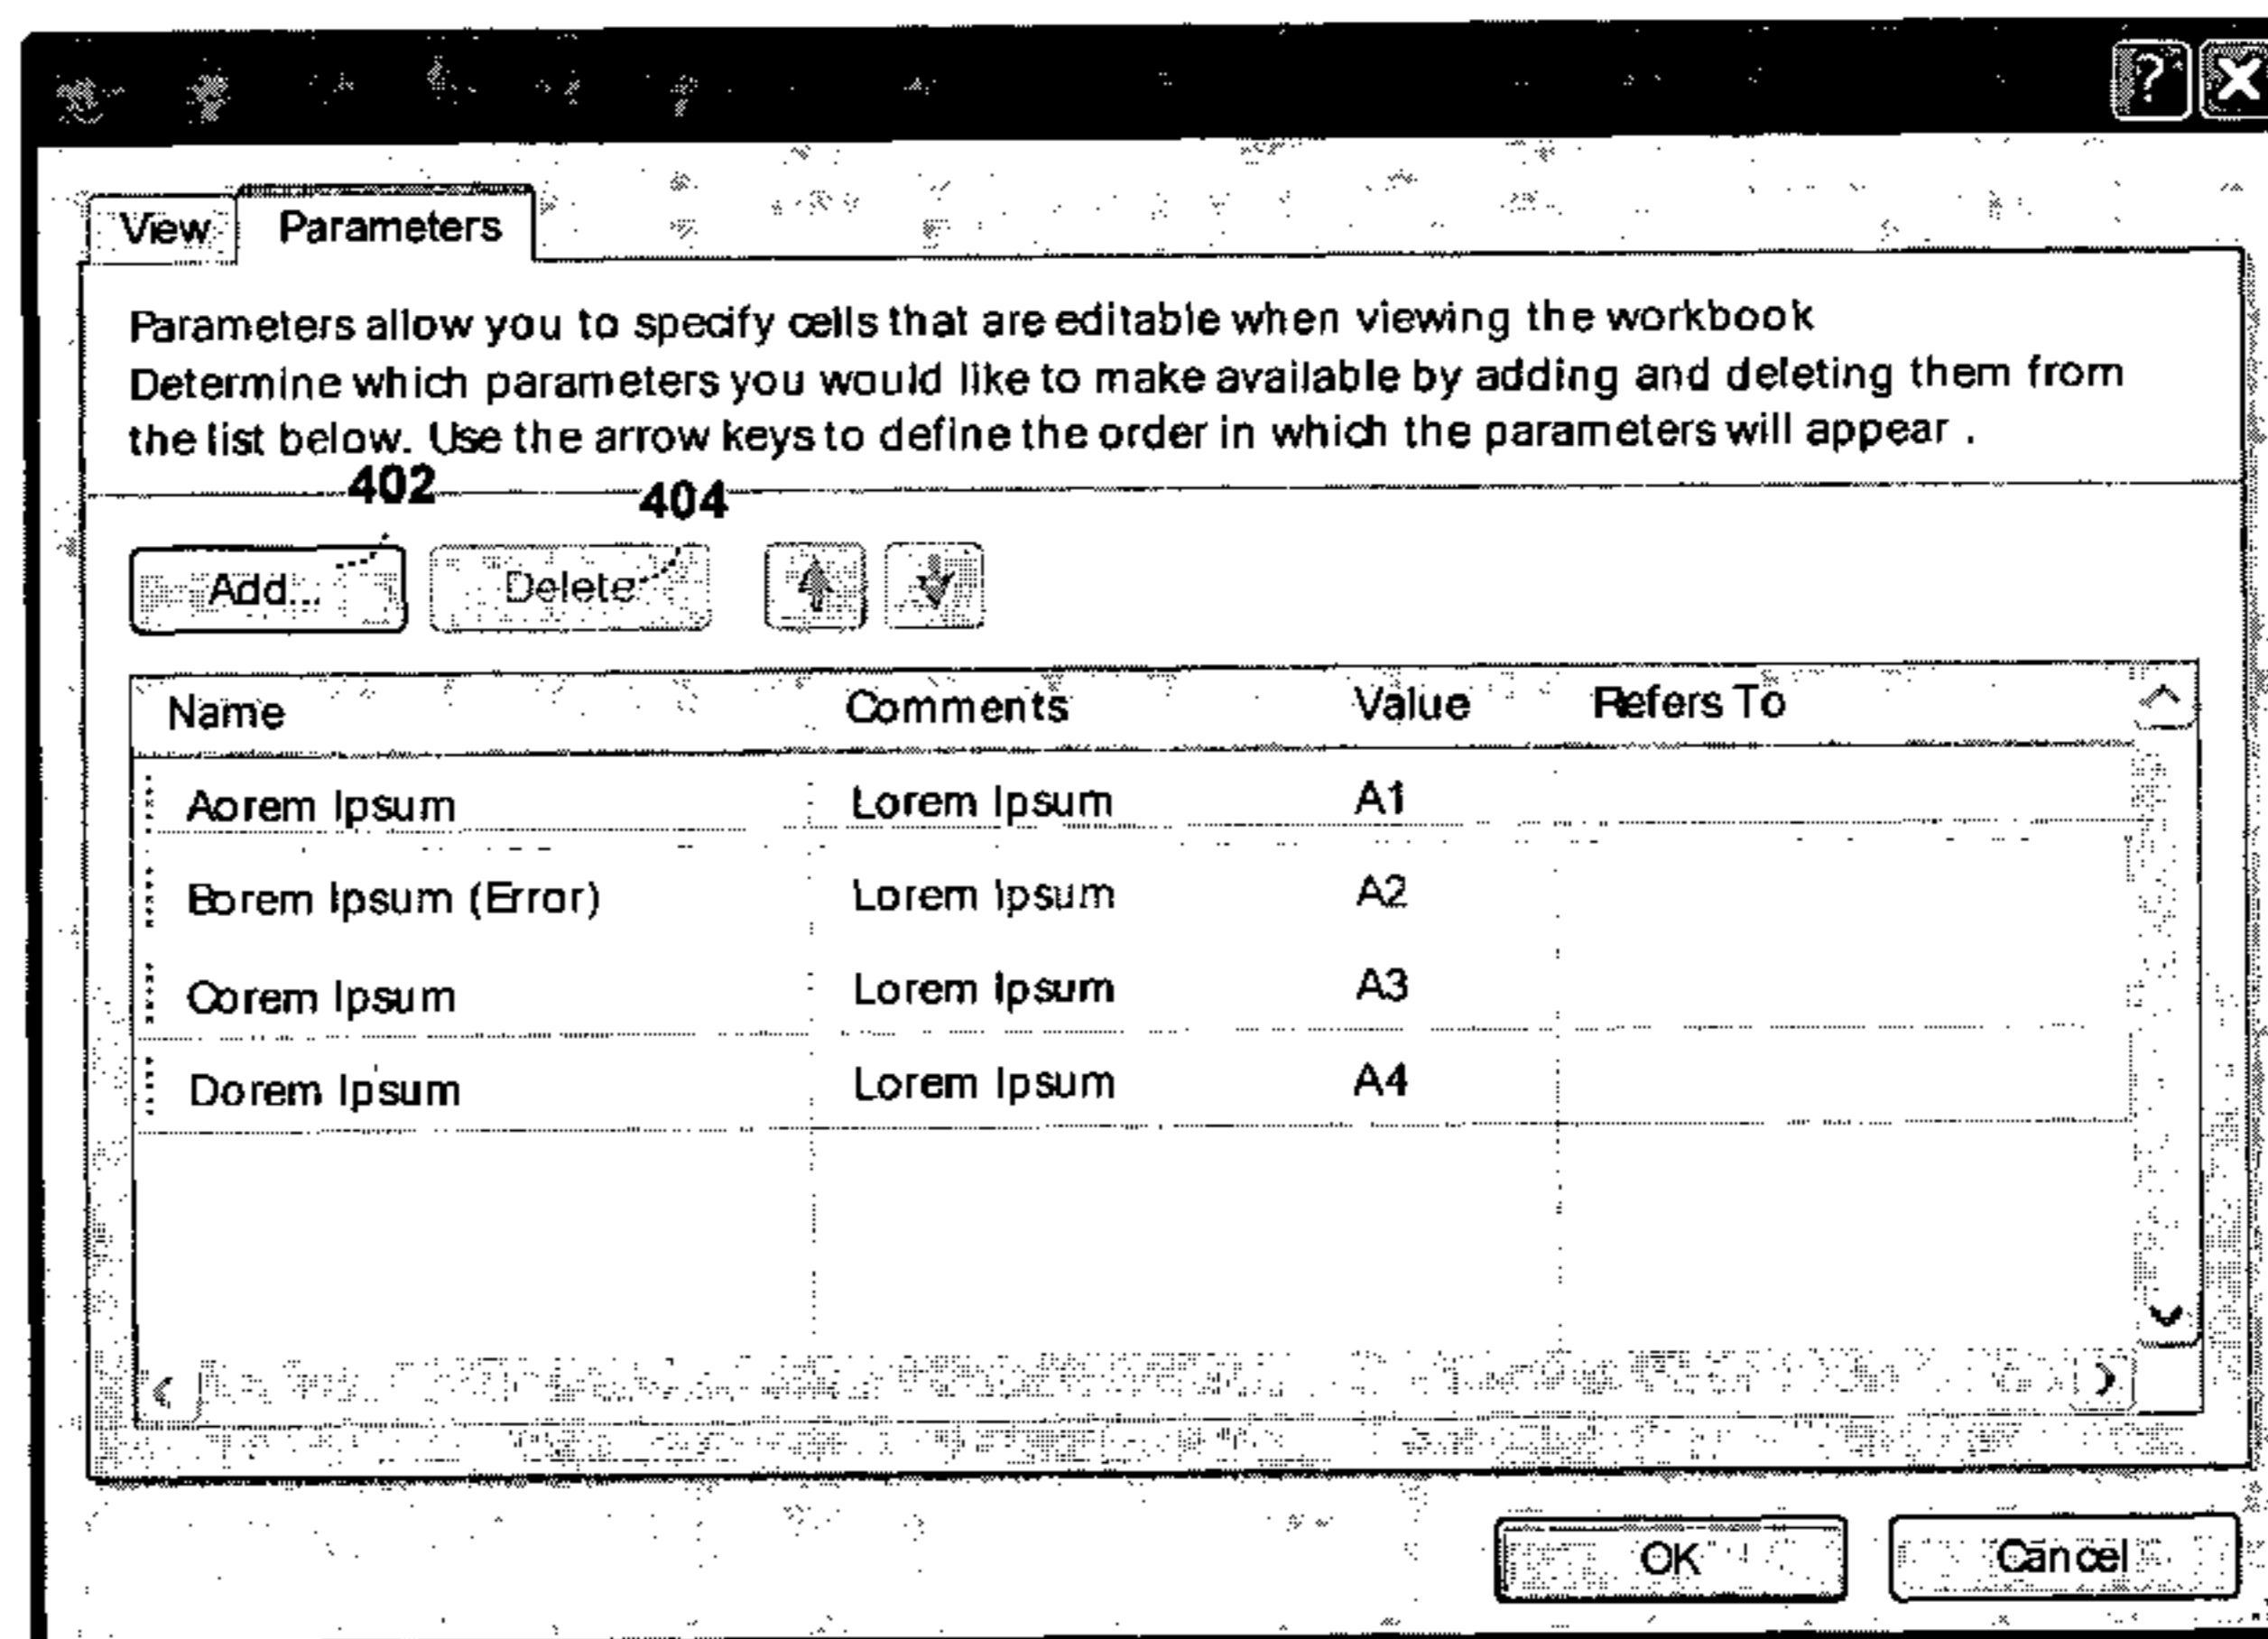 ?
View Parameters
Parameters allow you to specify cells that are editable when viewing the workbook
Determine which parameters you would like to make available by adding and deleting them from
the list below. Use the arrow keys to define the order in which the parameters will appear .
402 404
Add... Delete
Name Comments Value Refers To
Aorem Ipsum Lorem Ipsum A1
Borem Ipsum (Error) Lorem Ipsum A2
Corem Ipsum Lorem Ipsum A3
Dorem Ipsum Lorem Ipsum A4
OK Cancel